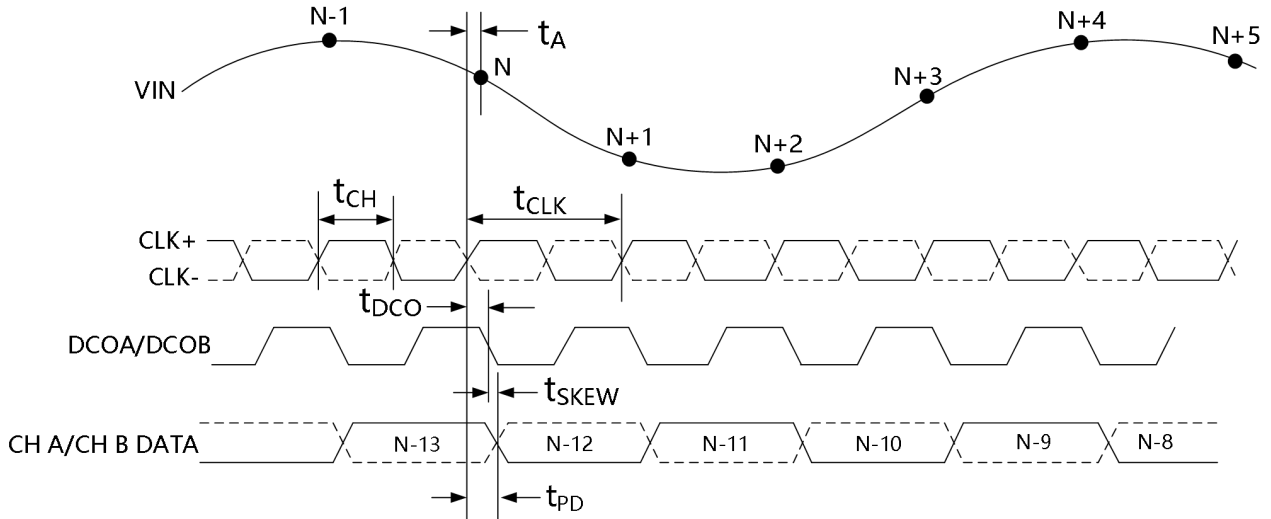 N-1
t_A
N
N+4
N+5
VIN
N+3
N+1
N+2
t_CH
t_CLK
CLK+
CLK-
t_DCO
DCOA/DCOB
t_SKEW
CH A/CH B DATA N-13 N-12 N-11 N-10 N-9 N-8
t_PD